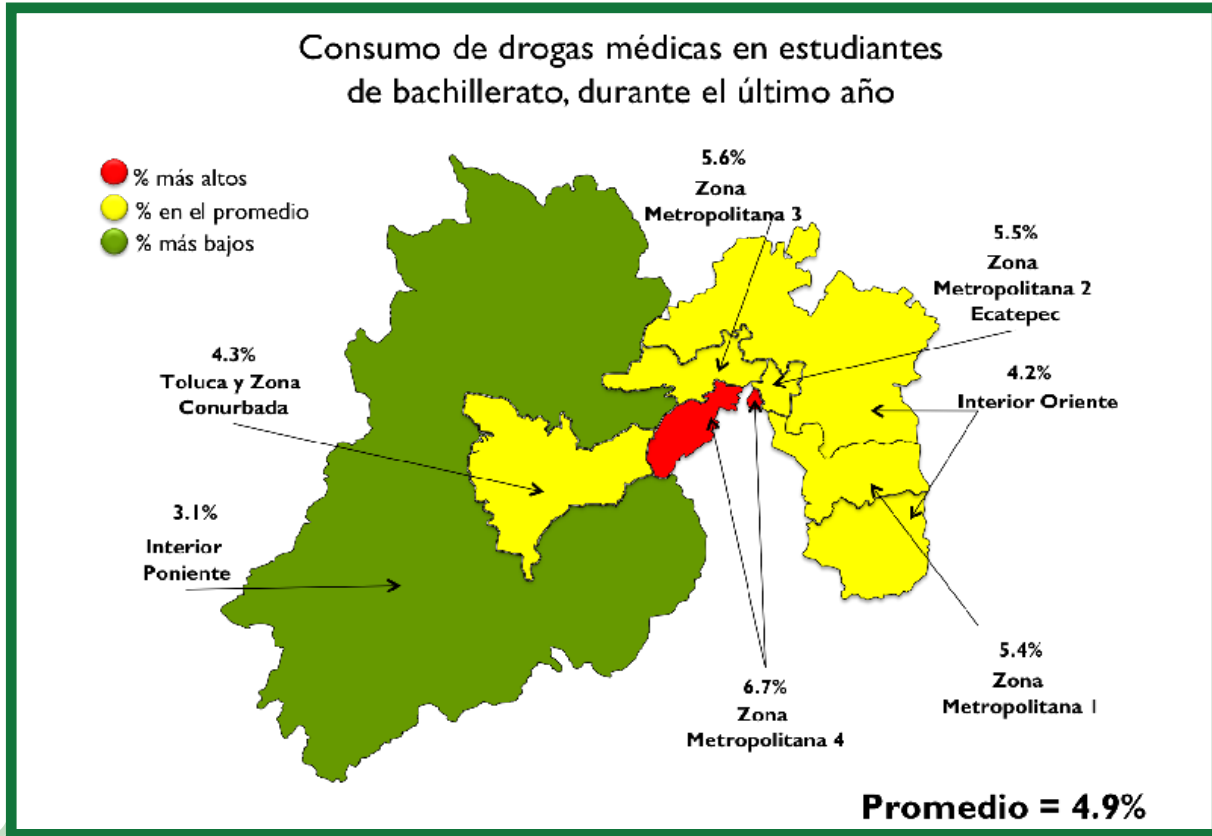 Consumo de drogas médicas en estudiantes
de bachillerato, durante el último año
% más altos
% en el promedio
% más bajos
5.6%
Zona
Metropolitana 3
5.5%
Zona
Metropolitana 2
Ecatepec
4.3%
Toluca y Zona
Conurbada
4.2%
Interior Oriente
3.1%
Interior
Poniente
5.4%
Zona
Metropolitana 1
6.7%
Zona
Metropolitana 4
Promedio = 4.9%